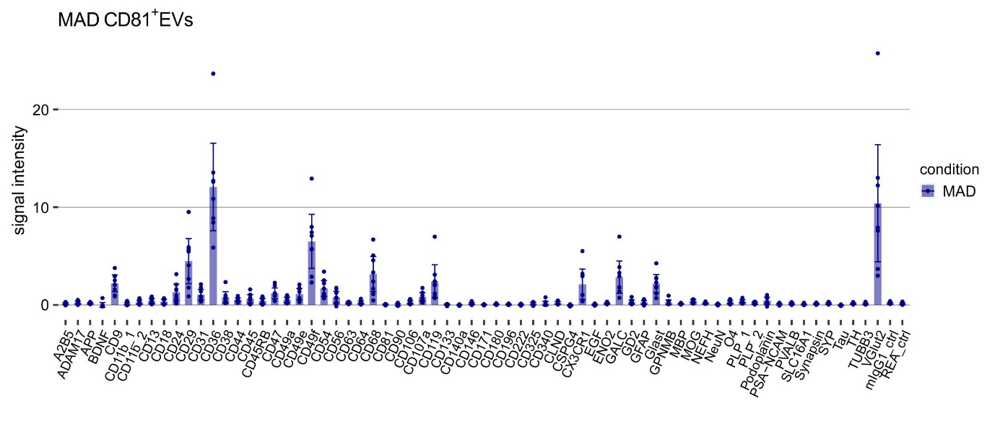 MAD CD81+EVs
signal intensity
20
10
0
A2B5
ADAM17
APP
BDNF
CD9
CD11b_1
CD11b_2
CD13
CD18
CD24
CD29
CD31
CD36
CD38
CD44
CD45
CD45RB
CD47
CD49a
CD49e
CD49f
CD54
CD56
CD63
CD64
CD68
CD81
CD90
CD106
CD107a
CD119
CD133
CD140a
CD146
CD171
CD180
CD196
CD222
CD325
CD340
CLND
CSPG4
CX3CR1
EGF
ENO2
GALC
GD2
GFAP
Glast
GPNMB
MBP
MOG
NEFH
NeuN
O4
PLP_1
PLP_2
Podoplanin
PSA-NCAM
PVALB
SLC16A1
Synapsin
SYP
Tau
TH
TUBB3
VGlut2
mIgG1_ctrl
REA_ctrl
condition
MAD